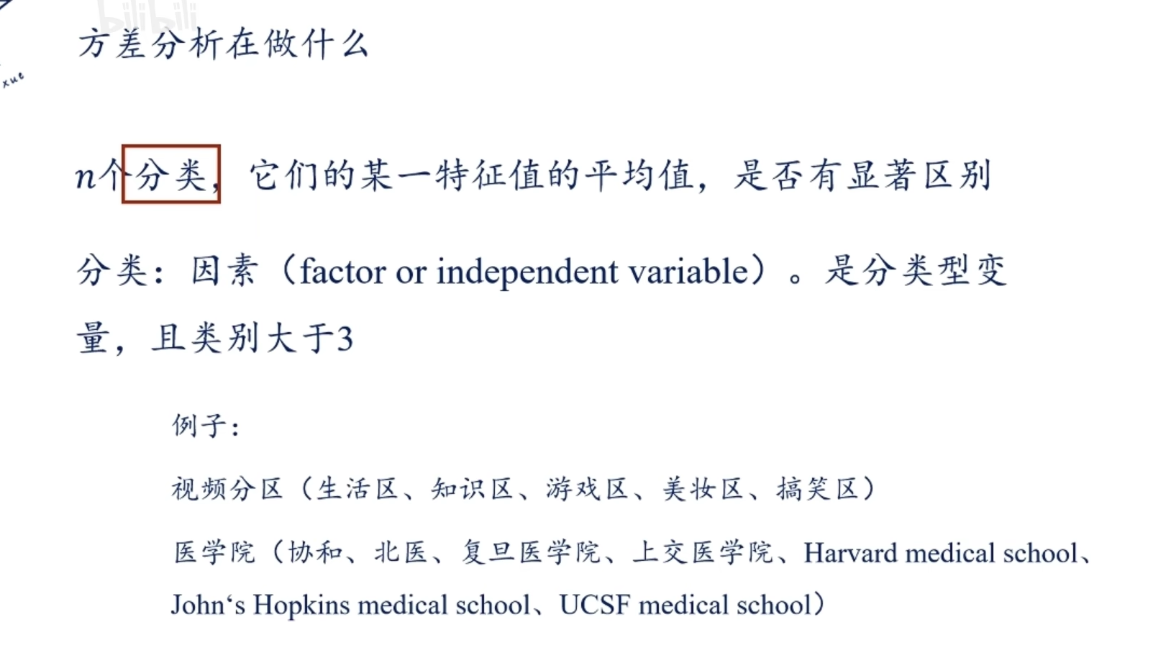 bilibili
方差分析在做什么
xue
n个分类，它们的某一特征值的平均值，是否有显著区别
分类：因素（factor or independent variable）。是分类型变
量，且类别大于3
例子：
视频分区（生活区、知识区、游戏区、美妆区、搞笑区）
医学院（协和、北医、复旦医学院、上交医学院、Harvard medical school、
John‘s Hopkins medical school、UCSF medical school）